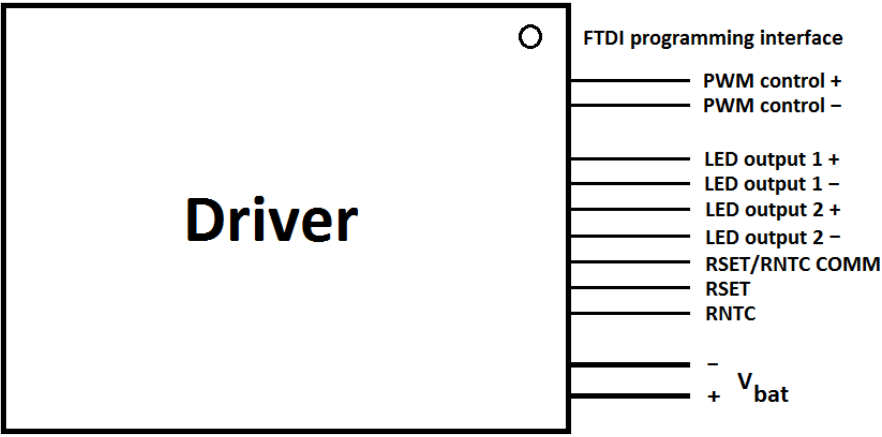 FTDI programming interface
PWM control +
PWM control −
LED output 1 +
LED output 1 −
LED output 2 +
LED output 2 −
RSET/RNTC COMM
RSET
RNTC
Driver
−
+
Vbat